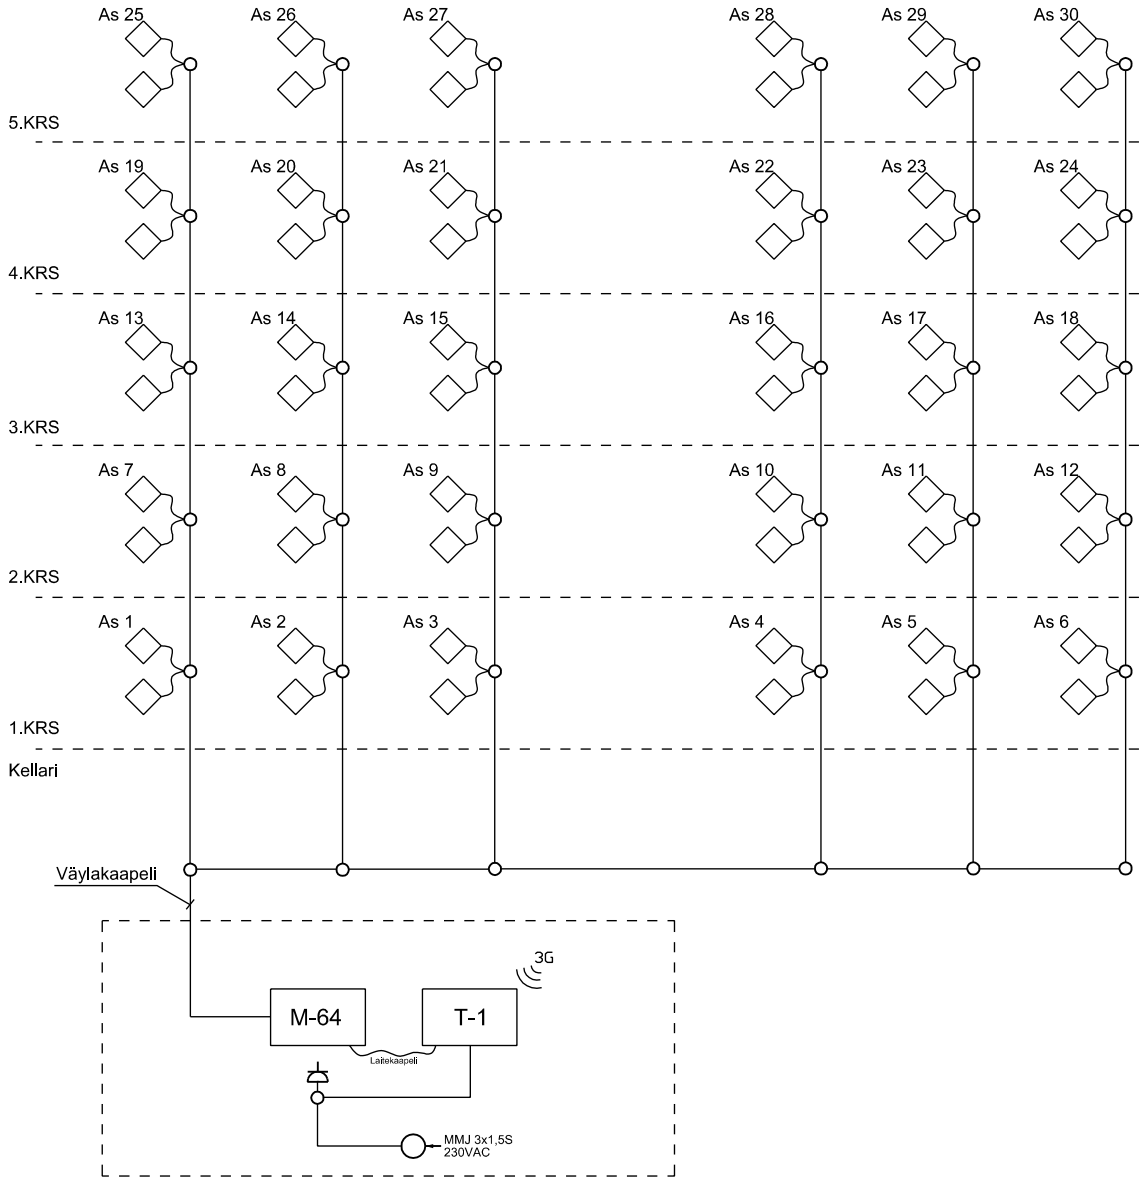 As 25
As 26
As 27
As 28
As 29
As 30
5.KRS
As 19
As 20
As 21
As 22
As 23
As 24
4.KRS
As 13
As 14
As 15
As 16
As 17
As 18
3.KRS
As 7
As 8
As 9
As 10
As 11
As 12
2.KRS
As 1
As 2
As 3
As 4
As 5
As 6
1.KRS
Kellari
Väylakaapeli
3G
M-64
T-1
Laitekaapeli
MMJ 3x1,5S
230VAC